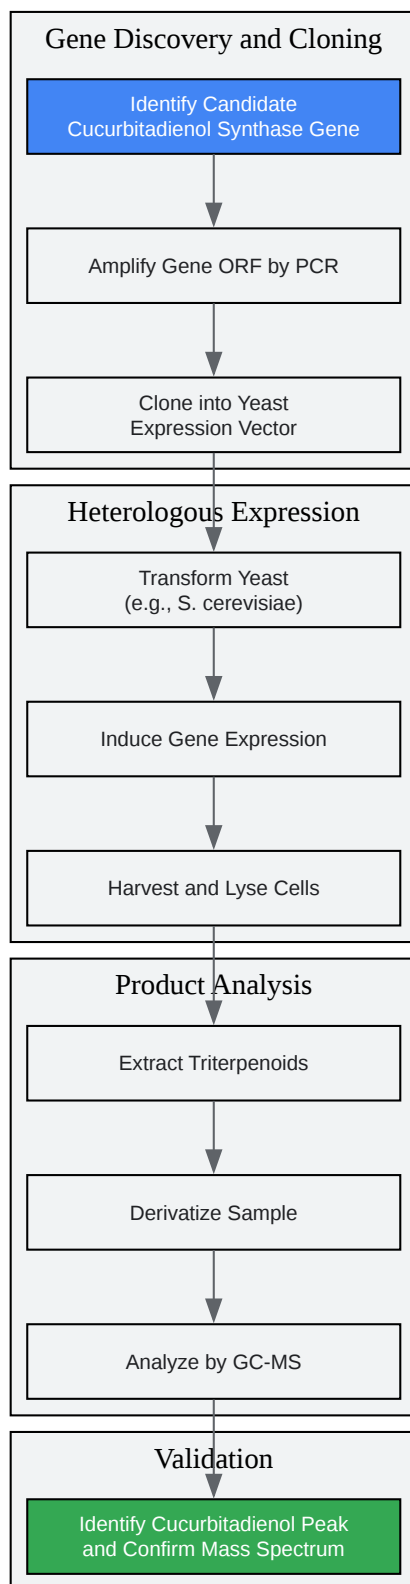 Gene Discovery and Cloning
Identify Candidate
Cucurbitadienol Synthase Gene
Amplify Gene ORF by PCR
Clone into Yeast
Expression Vector
Heterologous Expression
Transform Yeast
(e.g., S. cerevisiae)
Induce Gene Expression
Harvest and Lyse Cells
Product Analysis
Extract Triterpenoids
Derivatize Sample
Analyze by GC-MS
Validation
Identify Cucurbitadienol Peak
and Confirm Mass Spectrum